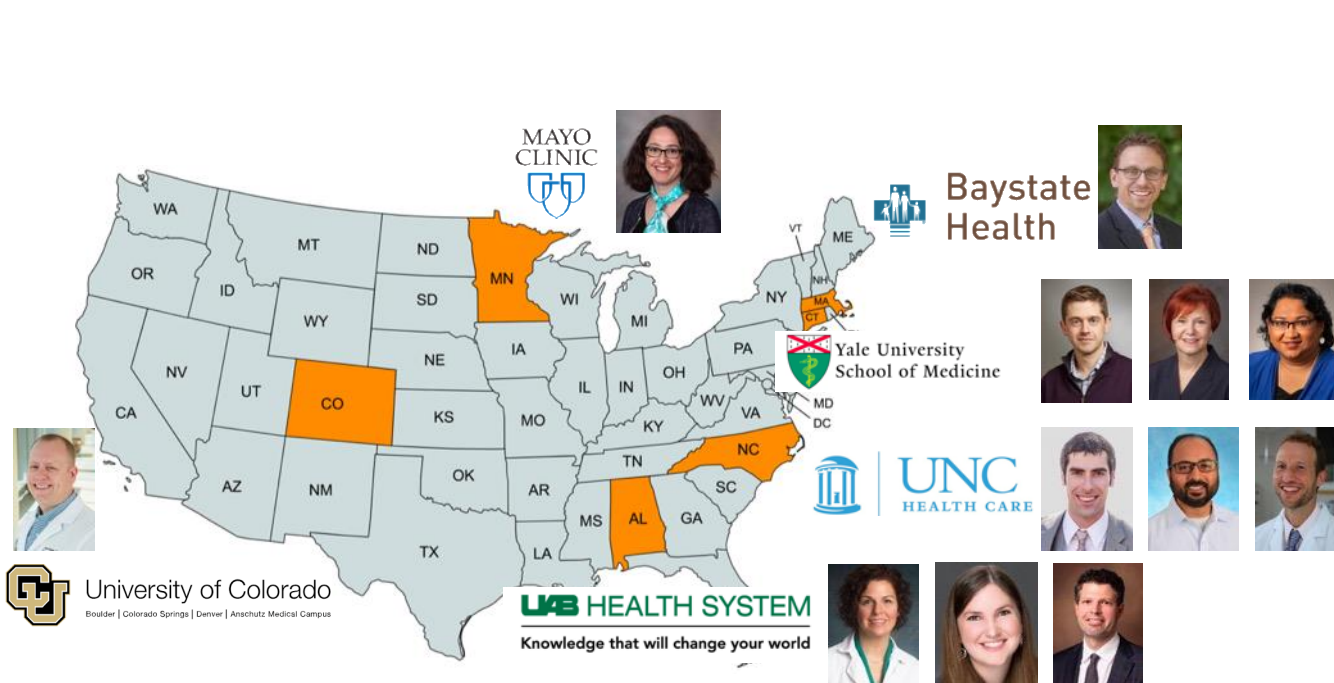 MAYO
CLINIC
Baystate
Health
WA
OR
CA
ID
NV
MT
WY
UT
CO
AZ
NM
ND
SD
NE
KS
OK
TX
MN
IA
MO
AR
LA
WI
IL
MI
IN
OH
KY
TN
MS
AL
GA
SC
NC
VA
WV
PA
NY
VT
NH
ME
MA
CT
MD
DC
Yale University
School of Medicine
UNC
HEALTH CARE
CU
University of Colorado
Boulder | Colorado Springs | Denver | Anschutz Medical Campus
UAB HEALTH SYSTEM
Knowledge that will change your world